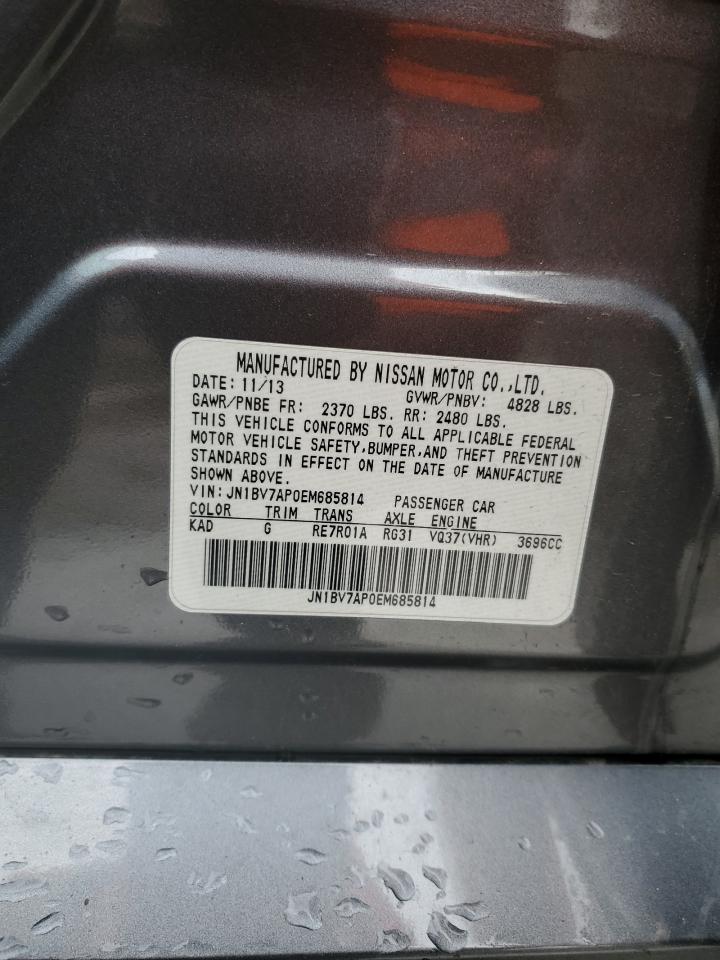 MANUFACTURED BY NISSAN MOTOR CO.,LTD.
DATE: 11/13 GVWR/PNBV: 4828 LBS.
GAWR/PNBE FR: 2370 LBS. RR: 2480 LBS.
THIS VEHICLE CONFORMS TO ALL APPLICABLE FEDERAL
MOTOR VEHICLE SAFETY,BUMPER,AND THEFT PREVENTION
STANDARDS IN EFFECT ON THE DATE OF MANUFACTURE
SHOWN ABOVE.
VIN:JN1BV7AP0EM685814 PASSENGER CAR
COLOR TRIM TRANS AXLE ENGINE
KAD G RE7R01A RG31 VQ37(VHR) 3696CC
JN1BV7AP0EM685814